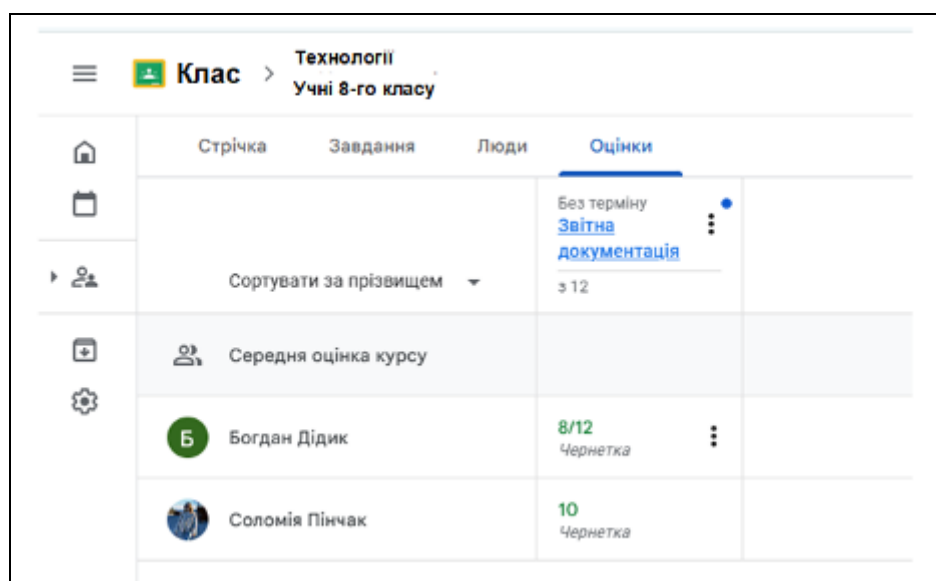 Клас > Технології
Учні 8-го класу
Стрічка Завдання Люди Оцінки
Без терміну
Звітна
документація
Сортувати за прізвищем
з 12
Середня оцінка курсу
Б Богдан Дідик 8/12
Чернетка
Соломія Пінчак 10
Чернетка